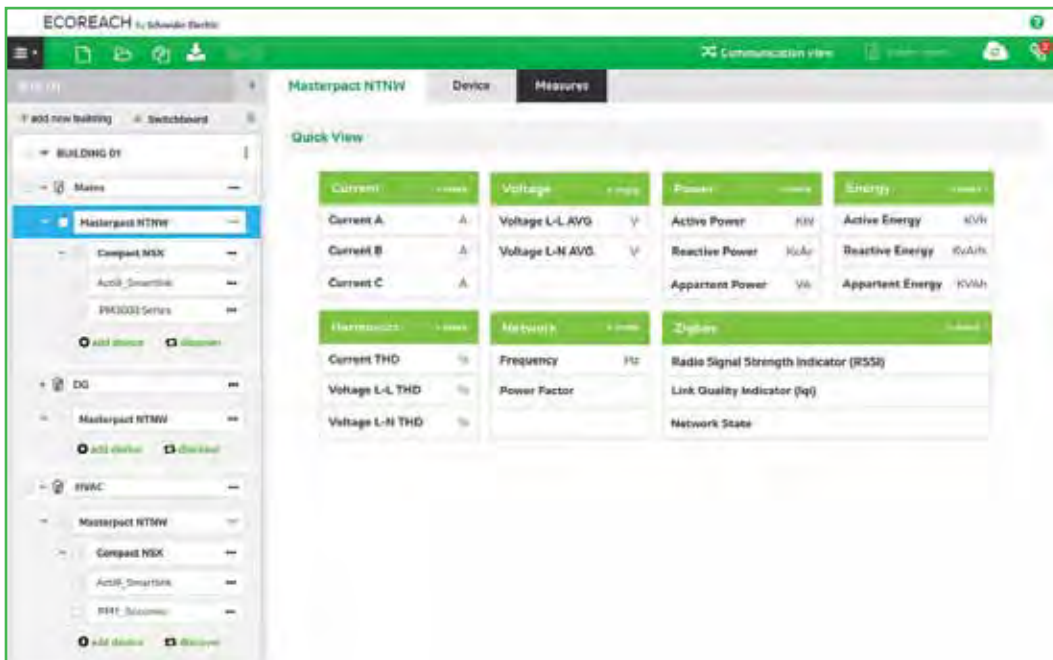 ECOREACH by Schneider Electric
Communication view
Masterpact NTNW
Device
Measures
+ add new building
+ Switchboard
Quick View
BUILDING 01
Mains
Masterpact NTNW
Compact NSX
Acti9_Smartlink
PM3000 Series
add device
discover
DG
Masterpact NTNW
add device
discover
HVAC
Masterpact NTNW
Compact NSX
Acti9_Smartlink
add device
discover
Current
Current A A
Current B A
Current C A
Voltage
Voltage L-L AVG V
Voltage L-N AVG V
Power
Active Power KW
Reactive Power KvAr
Appartent Power VA
Energy
Active Energy KVh
Reactive Energy KvArh
Appartent Energy KVAh
Harmonics
Current THD %
Voltage L-L THD %
Voltage L-N THD %
Network
Frequency Hz
Power Factor
Zigbee
Radio Signal Strength Indicator (RSSI)
Link Quality Indicator (lqi)
Network State